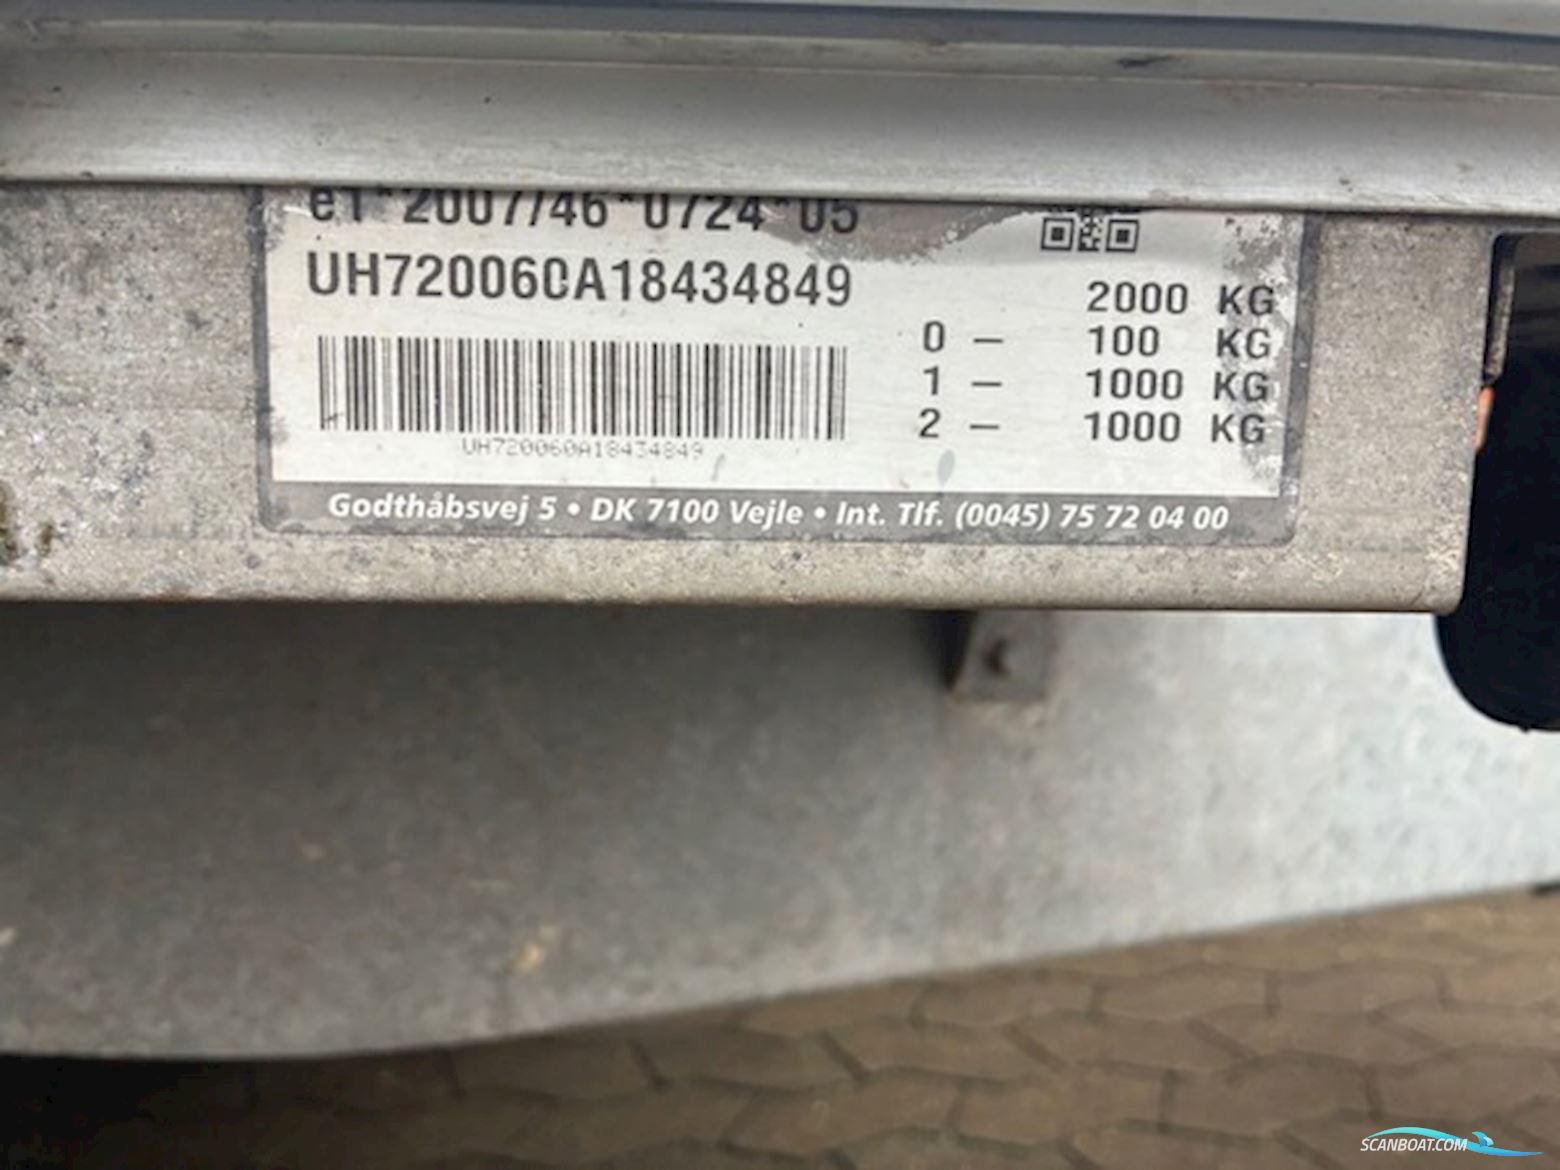 e1*2007/46*0724*05
UH720060A18434849
2000 KG
0 - 100 KG
1 - 1000 KG
2 - 1000 KG
UH720060A18434849
Godthåbsvej 5 • DK 7100 Vejle • Int. Tlf. (0045) 75 72 04 00
SCANBOAT.COM